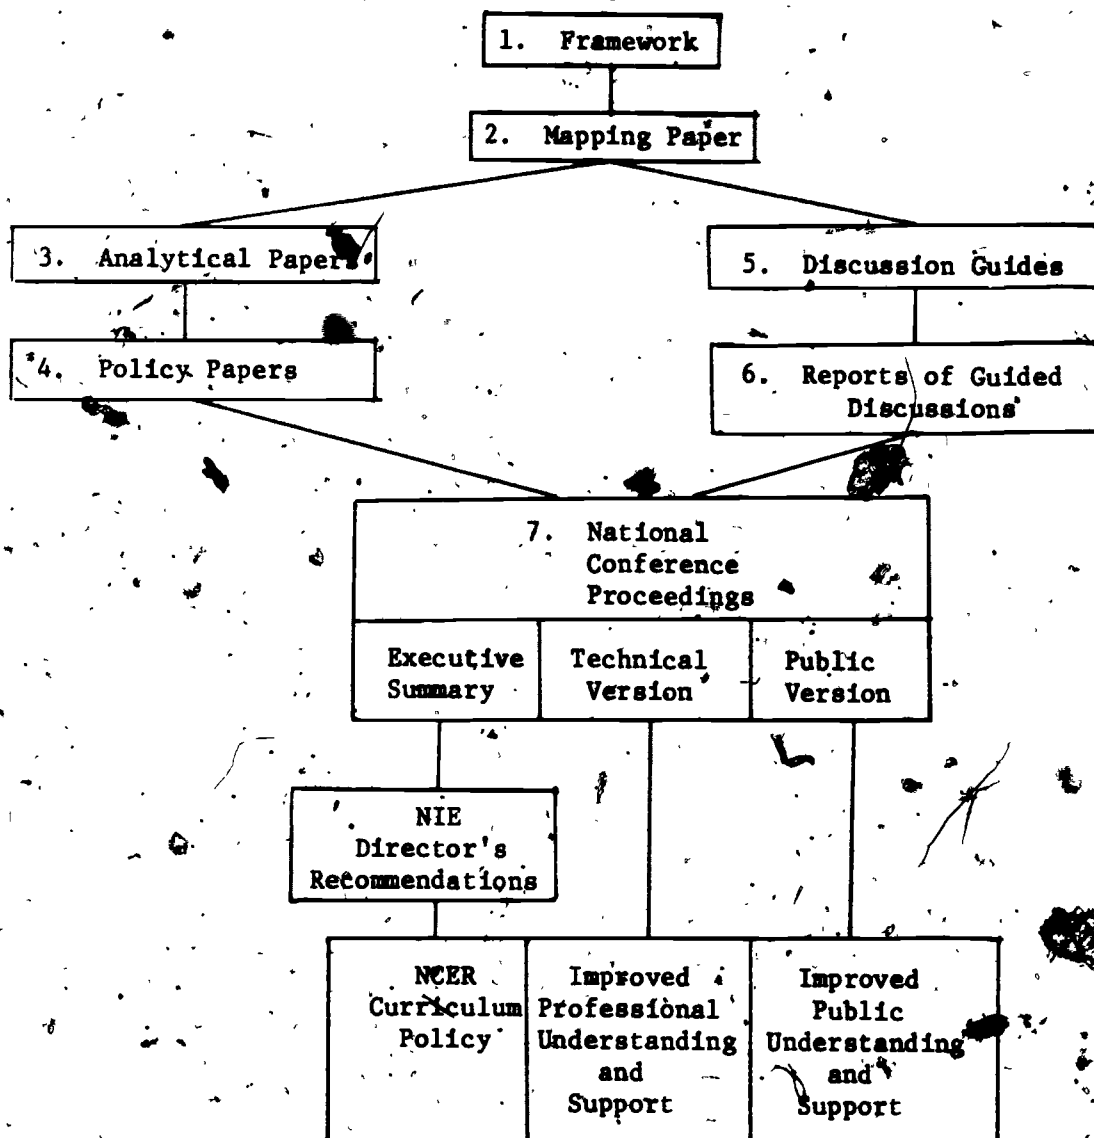 1. Framework
2. Mapping Paper
3. Analytical Papers
5. Discussion Guides
4. Policy Papers
6. Reports of Guided
Discussions
7. National
Conference
Proceedings
Executive
Summary
Technical
Version
Public
Version
NIE
Director's
Recommendations
NCER
Curriculum
Policy
Improved
Professional
Understanding
and
Support
Improved
Public
Understanding
and
Support